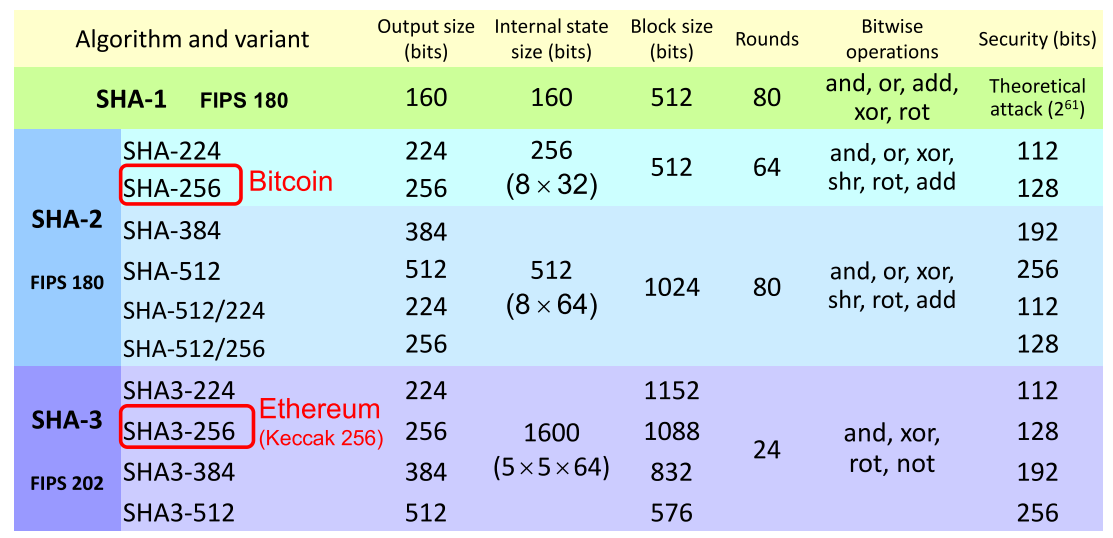 Algorithm and variant Output size (bits) Internal state size (bits) Block size (bits) Rounds Bitwise operations Security (bits)
SHA-1 FIPS 180 160 160 512 80 and, or, add, xor, rot Theoretical attack (2⁶¹)
SHA-2
FIPS 180
SHA-224 224 256 (8 × 32) 512 64 and, or, xor, shr, rot, add 112
SHA-256 Bitcoin 256 128
SHA-384 384 512 (8 × 64) 1024 80 and, or, xor, shr, rot, add 192
SHA-512 512 256
SHA-512/224 224 112
SHA-512/256 256 128
SHA-3
FIPS 202
SHA3-224 224 1600 (5 × 5 × 64) 1152 24 and, xor, rot, not 112
SHA3-256 Ethereum (Keccak 256) 256 1088 128
SHA3-384 384 832 192
SHA3-512 512 576 256